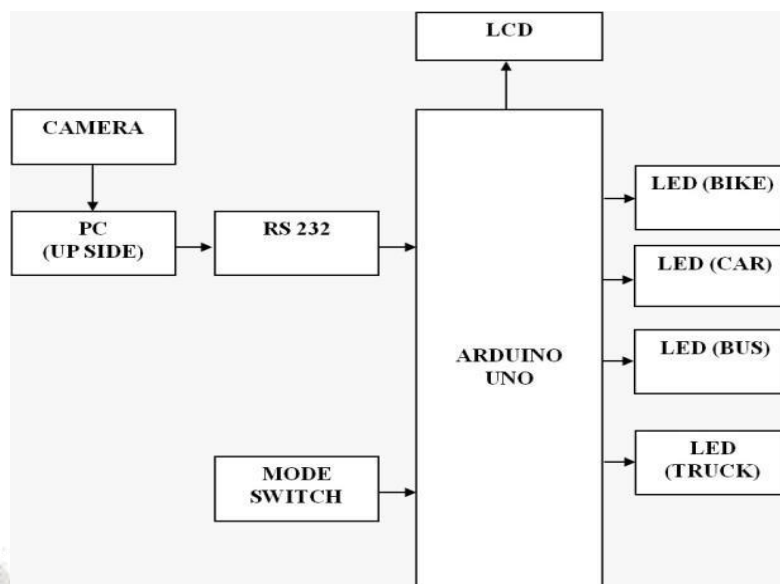 LCD
CAMERA
PC
(UP SIDE)
RS 232
LED (BIKE)
LED (CAR)
ARDUINO
UNO
LED (BUS)
MODE
SWITCH
LED
(TRUCK)